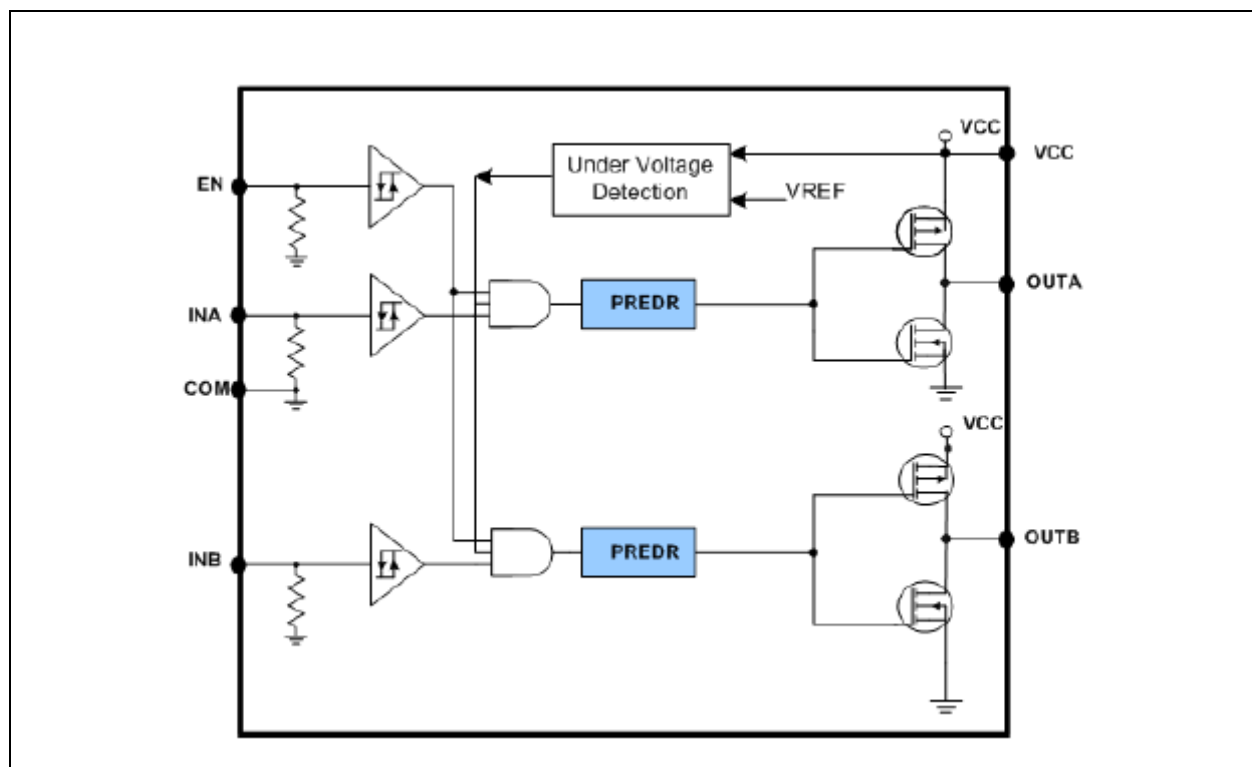 VCC
VCC
EN
Under Voltage
Detection
VREF
INA
PREDR
OUTA
COM
VCC
INB
PREDR
OUTB